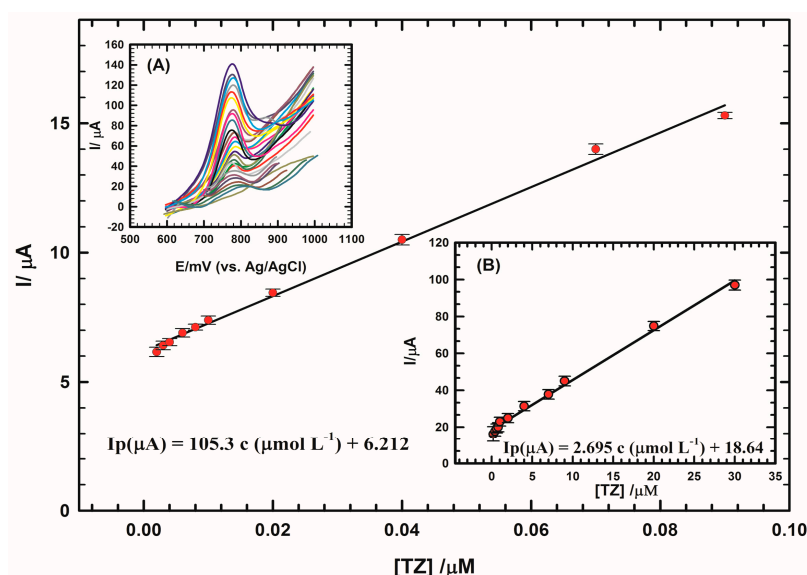 15
10
5
0
I/ μA
0.00 0.02 0.04 0.06 0.08 0.10
[TZ] /μM
Ip(μA) = 105.3 c (μmol L⁻¹) + 6.212
(A)
160
140
120
100
80
60
40
20
0
-20
I/ μA
500 600 700 800 900 1000 1100
E/mV (vs. Ag/AgCl)
(B)
100
80
60
40
20
0
I/μA
Ip(μA) = 2.695 c (μmol L⁻¹) + 18.64
0 5 10 15 20 25 30 35
[TZ] /μM